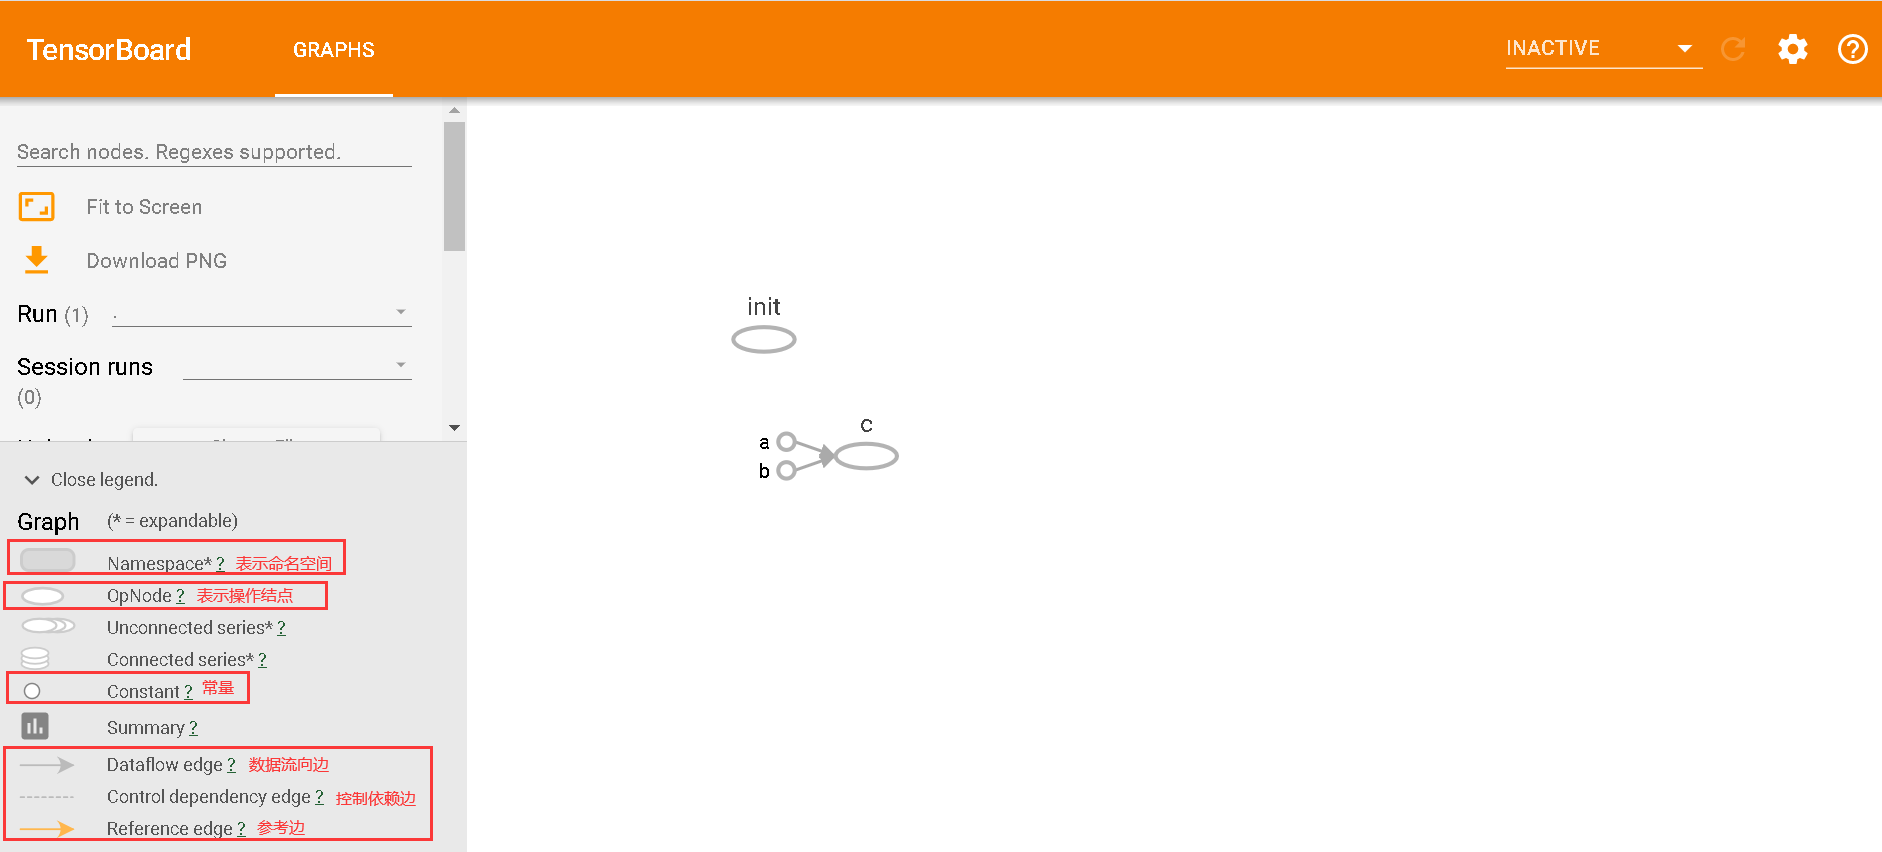 TensorBoard GRAPHS INACTIVE
Search nodes. Regexes supported.
Fit to Screen
Download PNG
Run (1) .
Session runs
(0)
Close legend.
Graph (* = expandable)
Namespace* ? 表示命名空间
OpNode ? 表示操作结点
Unconnected series* ?
Connected series* ?
Constant ? 常量
Summary ?
Dataflow edge ? 数据流向边
Control dependency edge ? 控制依赖边
Reference edge ? 参考边
init
c
a
b